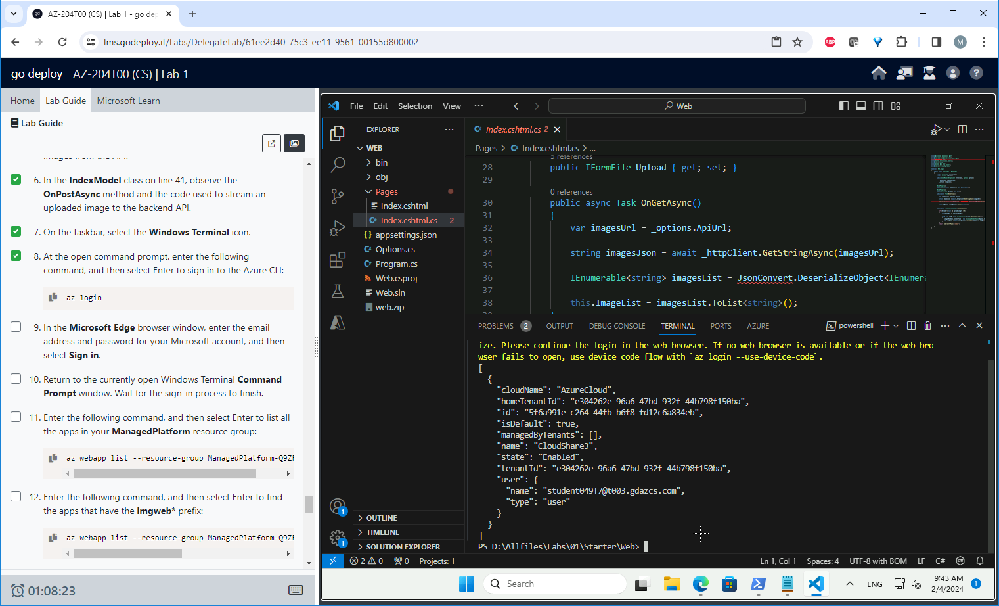 AZ-204T00 (CS) | Lab 1 - go dep
lms.godeploy.it/Labs/DelegateLab/61ee2d40-75c3-ee11-9561-00155d800002
ABP
M
go deploy AZ-204T00 (CS) | Lab 1
Home Lab Guide Microsoft Learn
Lab Guide
images from the API.
6. In the IndexModel class on line 41, observe the
OnPostAsync method and the code used to stream an
uploaded image to the backend API.
7. On the taskbar, select the Windows Terminal icon.
8. At the open command prompt, enter the following
command, and then select Enter to sign in to the Azure CLI:
az login
9. In the Microsoft Edge browser window, enter the email
address and password for your Microsoft account, and then
select Sign in.
10. Return to the currently open Windows Terminal Command
Prompt window. Wait for the sign-in process to finish.
11. Enter the following command, and then select Enter to list all
the apps in your ManagedPlatform resource group:
az webapp list --resource-group ManagedPlatform-Q9Z
12. Enter the following command, and then select Enter to find
the apps that have the imgweb* prefix:
az webapp list --resource-group ManagedPlatform-Q9Z
01:08:23
File Edit Selection View ···
Web
EXPLORER
WEB
bin
obj
Pages
Index.cshtml
Index.cshtml.cs 2
appsettings.json
Options.cs
Program.cs
Web.csproj
Web.sln
web.zip
OUTLINE
TIMELINE
SOLUTION EXPLORER
1
1
Index.cshtml.cs 2
Pages > Index.cshtml.cs > ...
5 references
28 public IFormFile Upload { get; set; }
29
0 references
30 public async Task OnGetAsync()
31 {
32 var imagesUrl = _options.ApiUrl;
33
34 string imagesJson = await _httpClient.GetStringAsync(imagesUrl);
35
36 IEnumerable<string> imagesList = JsonConvert.DeserializeObject<IEnumer
37
38 this.ImageList = imagesList.ToList<string>();
PROBLEMS 2 OUTPUT DEBUG CONSOLE TERMINAL PORTS AZURE powershell
ize. Please continue the login in the web browser. If no web browser is available or if the web bro
wser fails to open, use device code flow with `az login --use-device-code`.
[
{
"cloudName": "AzureCloud",
"homeTenantId": "e304262e-96a6-47bd-932f-44b798f150ba",
"id": "5f6a991e-c264-44fb-b6f8-fd12c6a834eb",
"isDefault": true,
"managedByTenants": [],
"name": "CloudShare3",
"state": "Enabled",
"tenantId": "e304262e-96a6-47bd-932f-44b798f150ba",
"user": {
"name": "student049T7@t003.gdazcs.com",
"type": "user"
}
}
]
PS D:\Allfiles\Labs\01\Starter\Web>
2 0 0 Projects: 1 Ln 1, Col 1 Spaces: 4 UTF-8 with BOM LF C#
Search
ENG
9:43 AM
2/4/2024
1